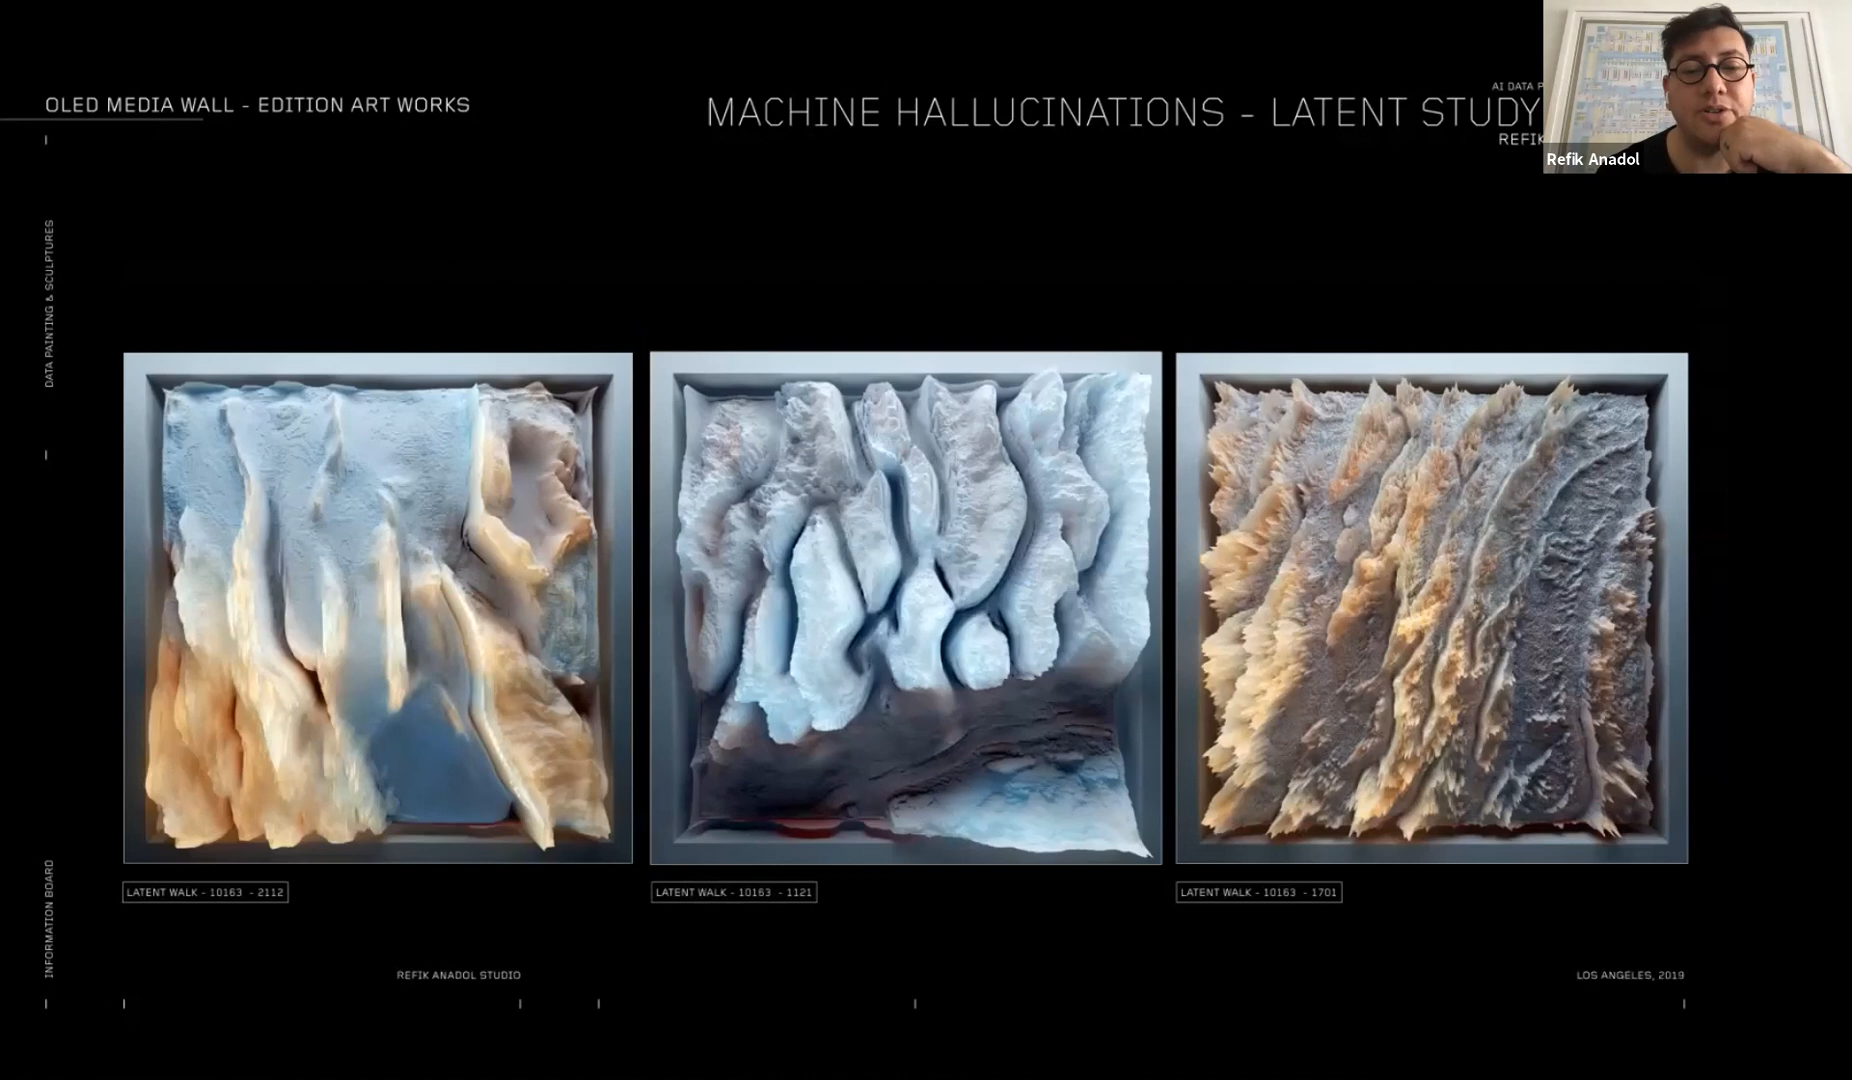 OLED MEDIA WALL - EDITION ART WORKS
AI DATA
MACHINE HALLUCINATIONS - LATENT STUDY
REFIK
Refik Anadol
DATA PAINTING & SCULPTURES
LATENT WALK - 10163 - 2112
LATENT WALK - 10163 - 1121
LATENT WALK - 10163 - 1701
INFORMATION BOARD
REFIK ANADOL STUDIO
LOS ANGELES, 2019